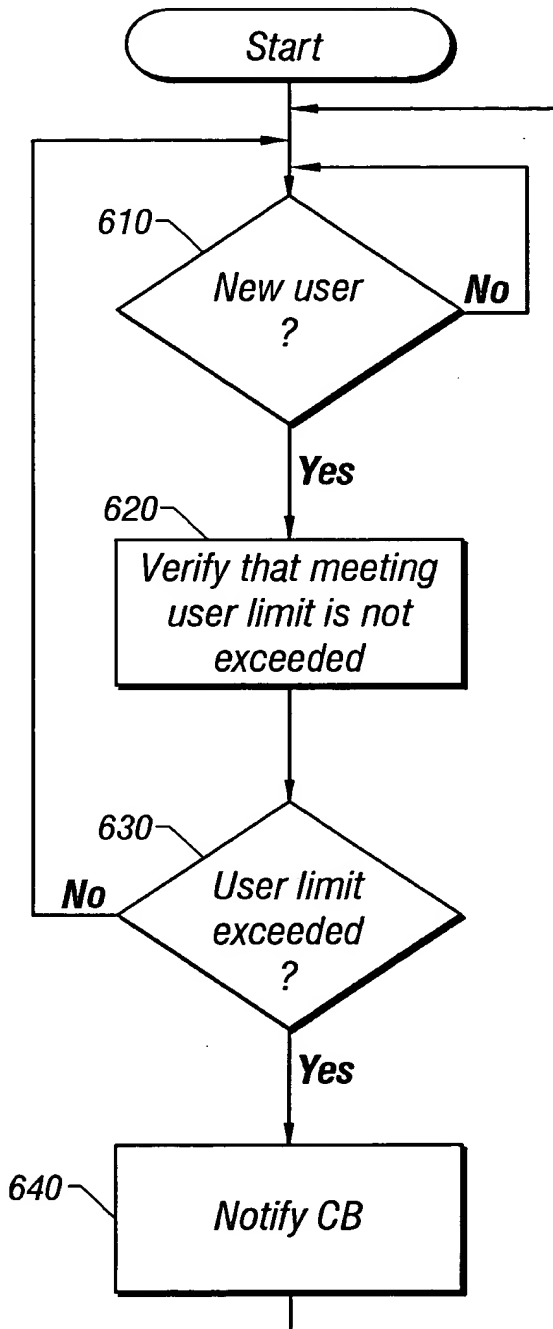 Start
610
New user
?
No
Yes
620
Verify that meeting
user limit is not
exceeded
630
No
User limit
exceeded
?
Yes
640
Notify CB